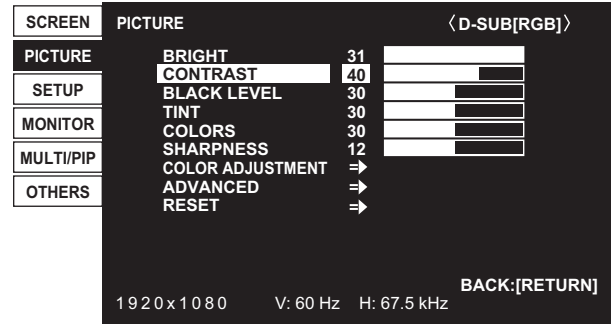 SCREEN
PICTURE
SETUP
MONITOR
MULTI/PIP
OTHERS
PICTURE 〈D-SUB[RGB]〉
BRIGHT 31
CONTRAST 40
BLACK LEVEL 30
TINT 30
COLORS 30
SHARPNESS 12
COLOR ADJUSTMENT
ADVANCED
RESET
BACK:[RETURN]
1920x1080 V: 60 Hz H: 67.5 kHz